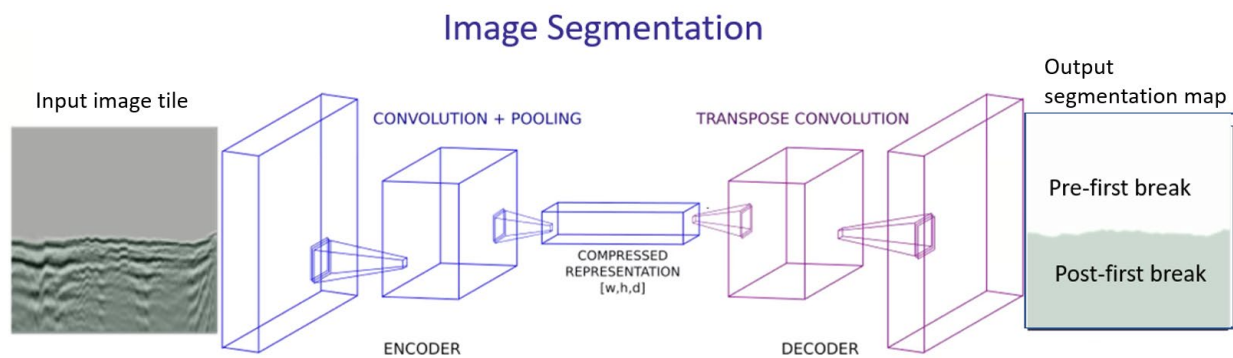 Image Segmentation
Input image tile
CONVOLUTION + POOLING
TRANSPOSE CONVOLUTION
Output
segmentation map
Pre-first break
Post-first break
COMPRESSED
REPRESENTATION
[w,h,d]
ENCODER
DECODER